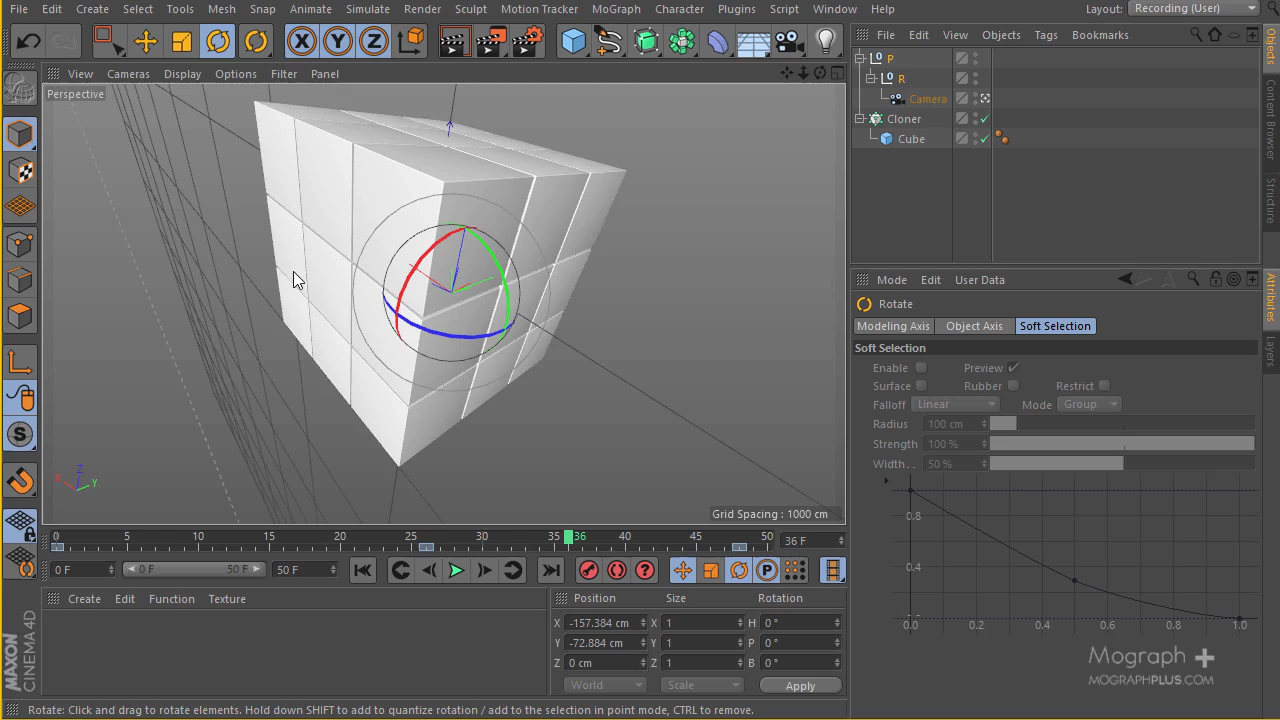 File Edit Create Select Tools Mesh Snap Animate Simulate Render Sculpt Motion Tracker MoGraph Character Plugins Script Window Help Layout: Recording (User)
X Y Z
File Edit View Objects Tags Bookmarks
View Cameras Display Options Filter Panel
Perspective
P
R
Camera
Cloner
Cube
Objects
Content Browser
Structure
Mode Edit User Data
Rotate
Modeling Axis Object Axis Soft Selection
Soft Selection
Enable Preview
Surface Rubber Restrict
Falloff Linear Mode Group
Radius 100 cm
Strength 100 %
Width . . 50 %
0.8
0.4
0.0 0.2 0.4 0.6 0.8 1.0
Attributes
Layers
S
Z
X
Y
Grid Spacing : 1000 cm
0 5 10 15 20 25 30 35 36 40 45 50 36 F
0 F 0 F 50 F 50 F
P
Create Edit Function Texture
Position Size Rotation
X -157.384 cm X 1 H 0 °
Y -72.884 cm Y 1 P 0 °
Z 0 cm Z 1 B 0 °
World Scale Apply
MAXON
CINEMA 4D
Mograph +
MOGRAPHPLUS.COM
Rotate: Click and drag to rotate elements. Hold down SHIFT to add to quantize rotation / add to the selection in point mode, CTRL to remove.